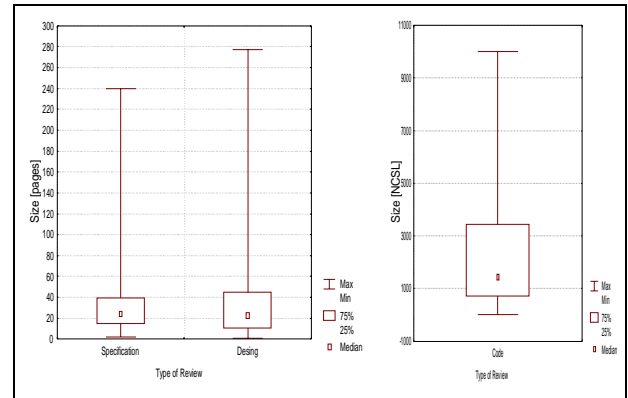 300
280
260
240
220
200
180
160
140
120
100
80
60
40
20
0
Size [pages]
Specification
Desing
Type of Review
Max
Min
75%
25%
Median
11000
9000
7000
5000
3000
1000
-1000
Size [NCSL]
Code
Type of Review
Max
Min
75%
25%
Median